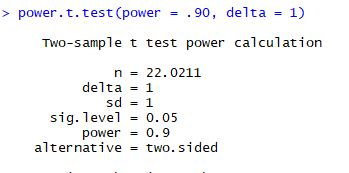 > power.t.test(power = .90, delta = 1)
Two-sample t test power calculation
n = 22.0211
delta = 1
sd = 1
sig.level = 0.05
power = 0.9
alternative = two.sided